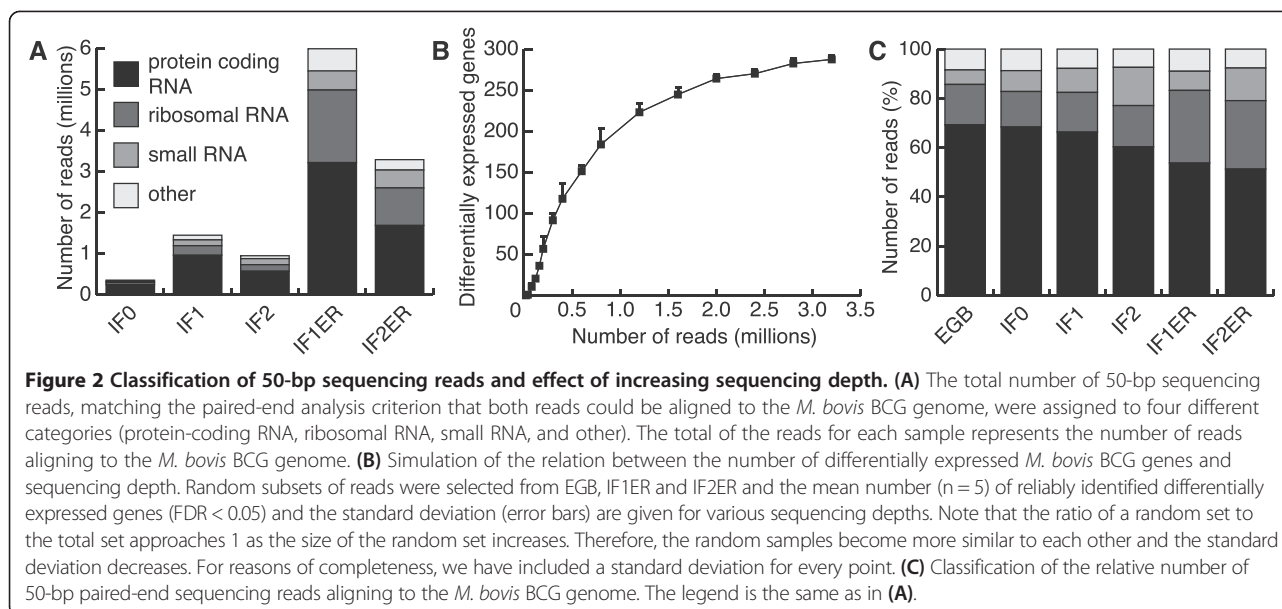 A
Number of reads (millions)
6
5
4
3
2
1
0
protein coding
RNA
ribosomal RNA
small RNA
other
IF0
IF1
IF2
IF1ER
IF2ER
B
Differentially expressed genes
300
250
200
150
100
50
0
0.5
1.0
1.5
2.0
2.5
3.0
3.5
Number of reads (millions)
C
Number of reads (%)
100
80
60
40
20
0
EGB
IF0
IF1
IF2
IF1ER
IF2ER
Figure 2 Classification of 50-bp sequencing reads and effect of increasing sequencing depth. (A) The total number of 50-bp sequencing
reads, matching the paired-end analysis criterion that both reads could be aligned to the M. bovis BCG genome, were assigned to four different
categories (protein-coding RNA, ribosomal RNA, small RNA, and other). The total of the reads for each sample represents the number of reads
aligning to the M. bovis BCG genome. (B) Simulation of the relation between the number of differentially expressed M. bovis BCG genes and
sequencing depth. Random subsets of reads were selected from EGB, IF1ER and IF2ER and the mean number (n = 5) of reliably identified differentially
expressed genes (FDR < 0.05) and the standard deviation (error bars) are given for various sequencing depths. Note that the ratio of a random set to
the total set approaches 1 as the size of the random set increases. Therefore, the random samples become more similar to each other and the standard
deviation decreases. For reasons of completeness, we have included a standard deviation for every point. (C) Classification of the relative number of
50-bp paired-end sequencing reads aligning to the M. bovis BCG genome. The legend is the same as in (A).